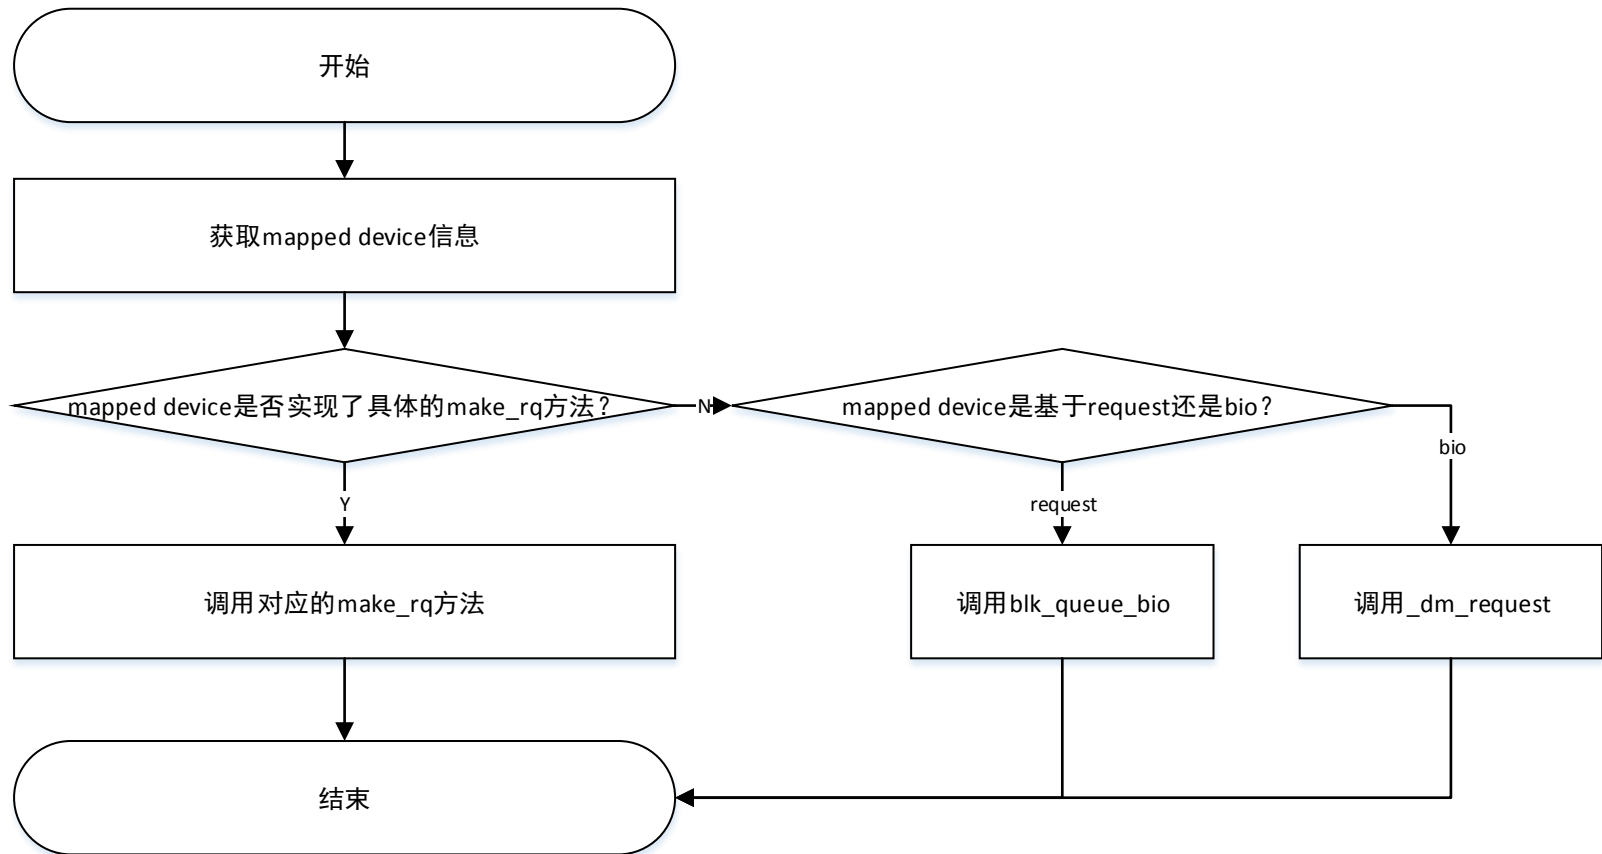 开始
获取mapped device信息
mapped device是否实现了具体的make_rq方法？
N
mapped device是基于request还是bio？
bio
Y
request
调用对应的make_rq方法
调用blk_queue_bio
调用_dm_request
结束